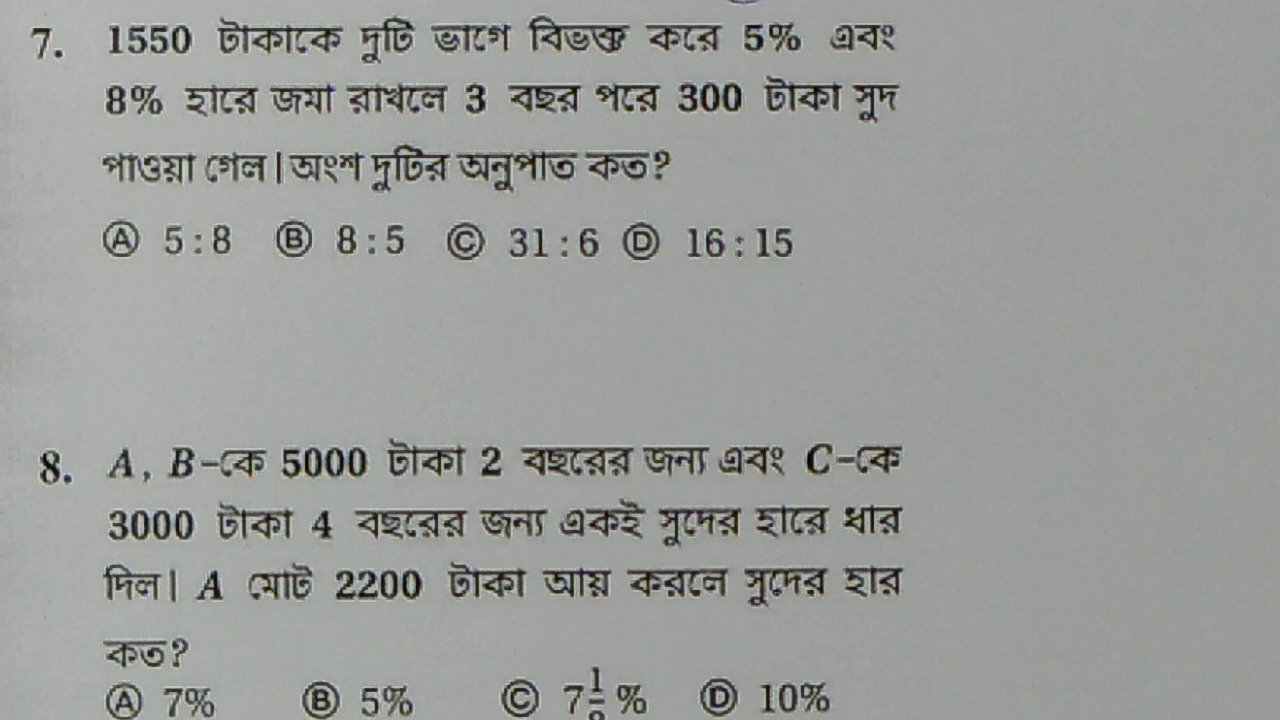 7. 1550 টাকাকে দুটি ভাগে বিভক্ত করে 5% এবং
8% হারে জমা রাখলে 3 বছর পরে 300 টাকা সুদ
পাওয়া গেল। অংশ দুটির অনুপাত কত?
Ⓐ 5:8 Ⓑ 8:5 Ⓒ 31:6 Ⓓ 16:15
8. A, B-কে 5000 টাকা 2 বছরের জন্য এবং C-কে
3000 টাকা 4 বছরের জন্য একই সুদের হারে ধার
দিল। A মোট 2200 টাকা আয় করলে সুদের হার
কত?
Ⓐ 7% Ⓑ 5% Ⓒ 7 % Ⓓ 10%